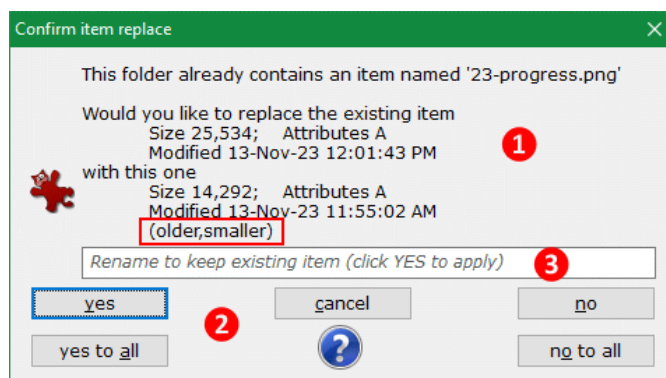 Confirm item replace
This folder already contains an item named '23-progress.png'
Would you like to replace the existing item
Size 25,534; Attributes A
Modified 13-Nov-23 12:01:43 PM
1
with this one
Size 14,292; Attributes A
Modified 13-Nov-23 11:55:02 AM
(older,smaller)
Rename to keep existing item (click YES to apply)
3
yes
cancel
no
2
yes to all
?
no to all